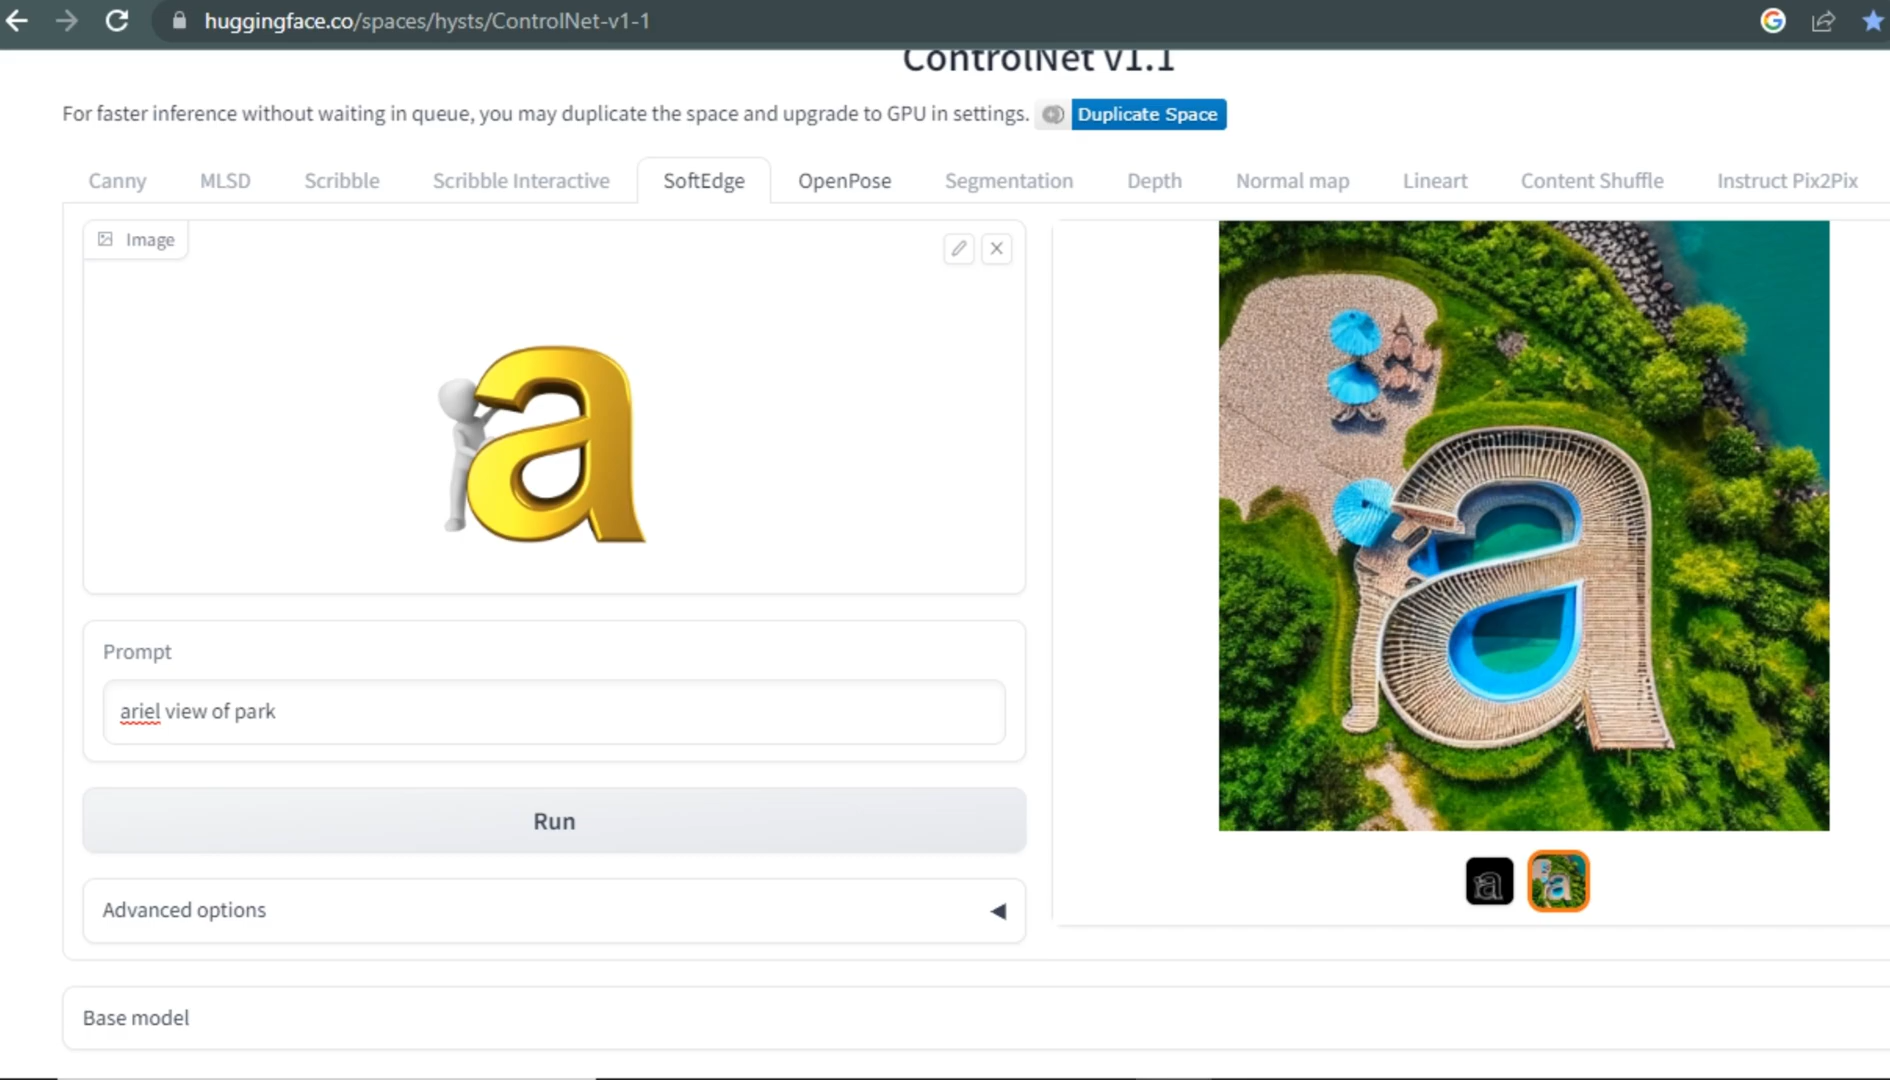 huggingface.co/spaces/hysts/ControlNet-v1-1
ControlNet v1.1
For faster inference without waiting in queue, you may duplicate the space and upgrade to GPU in settings. Duplicate Space
Canny MLSD Scribble Scribble Interactive SoftEdge OpenPose Segmentation Depth Normal map Lineart Content Shuffle Instruct Pix2Pix
Image
a
a
Prompt
ariel view of park
Run
a a
Advanced options
Base model